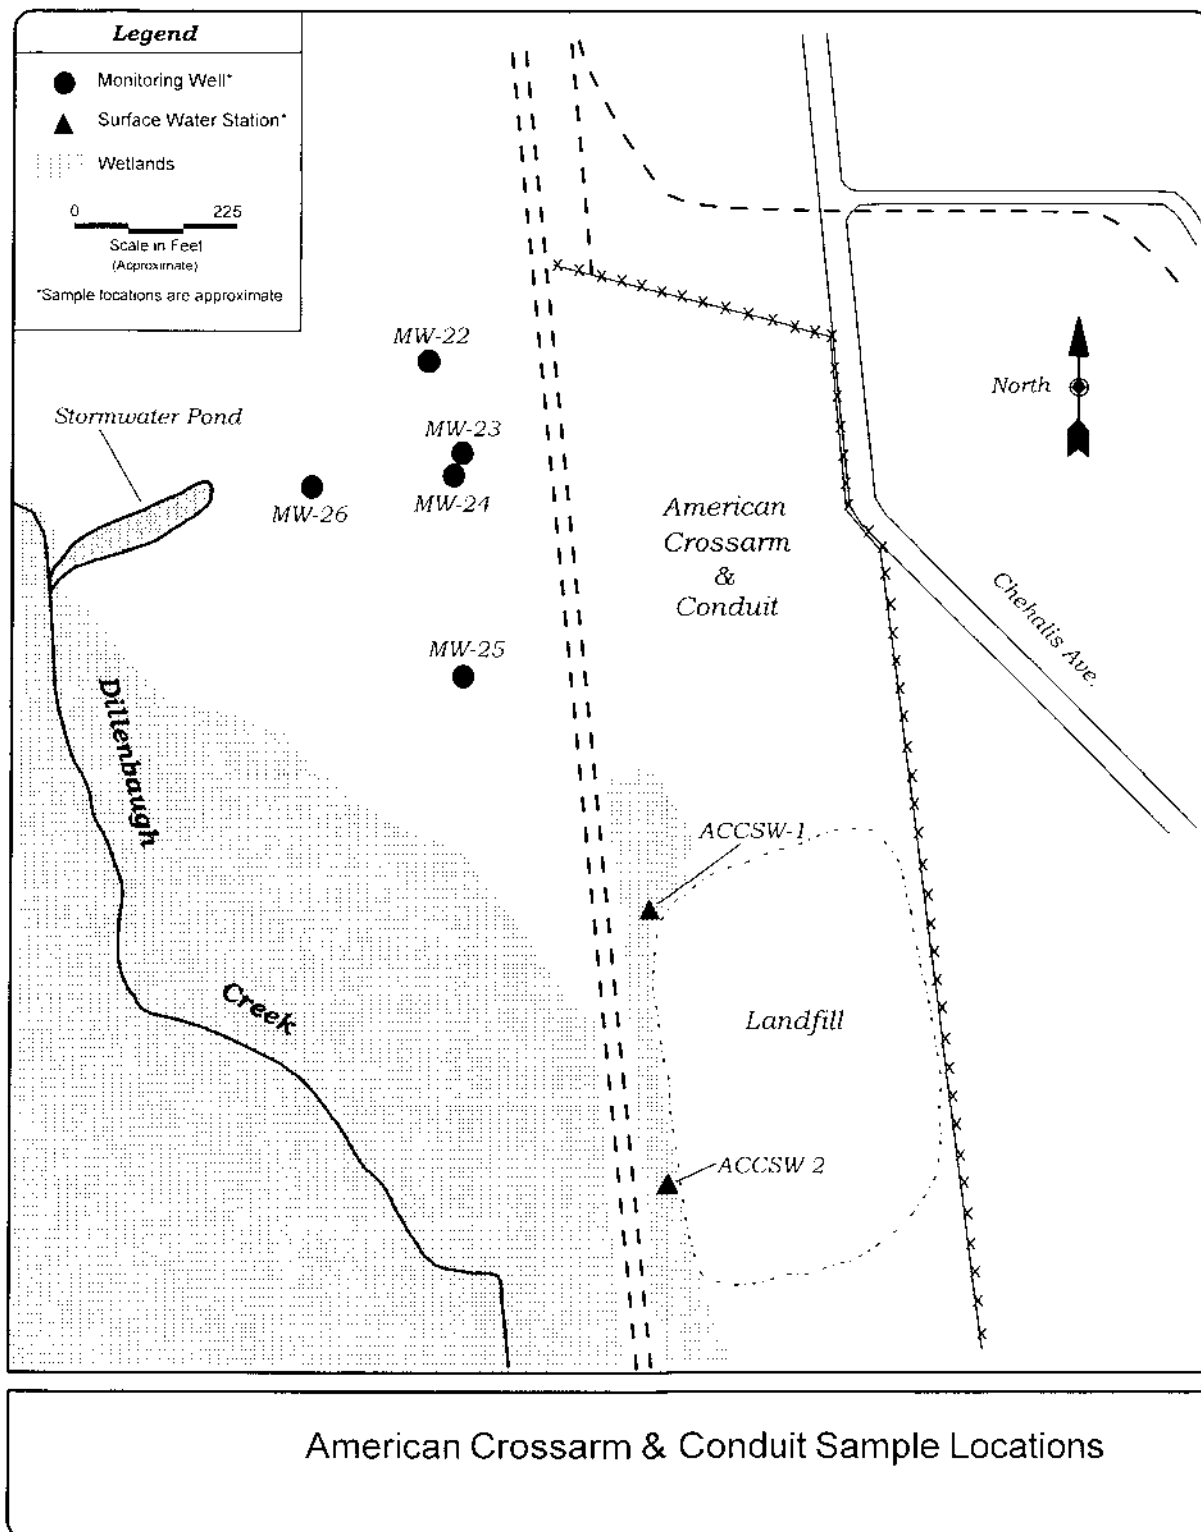 Legend
Monitoring Well*
Surface Water Station*
Wetlands
0 225
Scale in Feet
(Approximate)
*Sample locations are approximate
MW-22
Stormwater Pond
MW-23
MW-24
MW-26
North
American
Crossarm
&
Conduit
Chehalis Ave.
MW-25
Dillenbaugh
Creek
ACCSW-1
Landfill
ACCSW 2
American Crossarm & Conduit Sample Locations